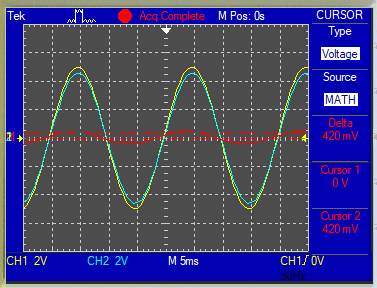 Tek Acq Complete M Pos: 0s CURSOR
Type
Voltage
Source
MATH
Delta
420 mV
Cursor 1
0 V
Cursor 2
420 mV
CH1 2V CH2 2V M 5ms CH1 0V
50Hz